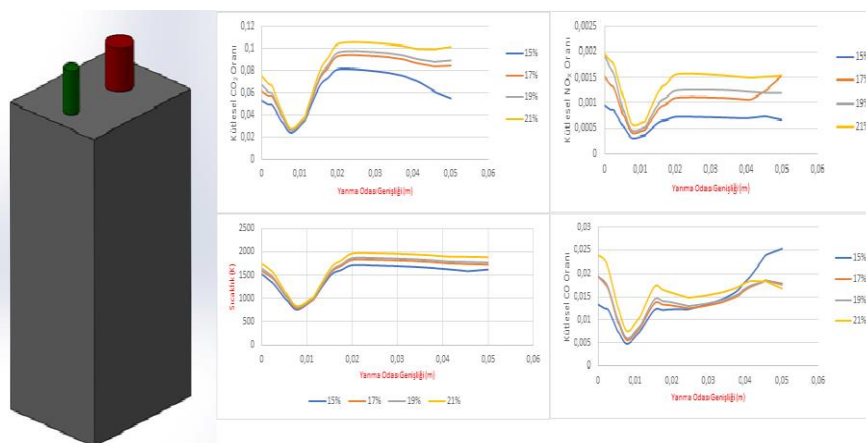 Kütlesel CO₂ Oranı
0,12
0,1
0,08
0,06
0,04
0,02
0
0 0,01 0,02 0,03 0,04 0,05 0,06
Yanma Odası Genişliği(m)
15%
17%
19%
21%
Kütlesel NOₓ Oranı
0,0025
0,002
0,0015
0,001
0,0005
0
0 0,01 0,02 0,03 0,04 0,05 0,06
Yanma Odası Genişliği(m)
15%
17%
19%
21%
Sıcaklık(K)
2500
2000
1500
1000
500
0
0 0,01 0,02 0,03 0,04 0,05 0,06
Yanma Odası Genişliği(m)
15% 17% 19% 21%
Kütlesel CO Oranı
0,03
0,025
0,02
0,015
0,01
0,005
0
0 0,01 0,02 0,03 0,04 0,05 0,06
Yanma Odası Genişliği(m)
15%
17%
19%
21%